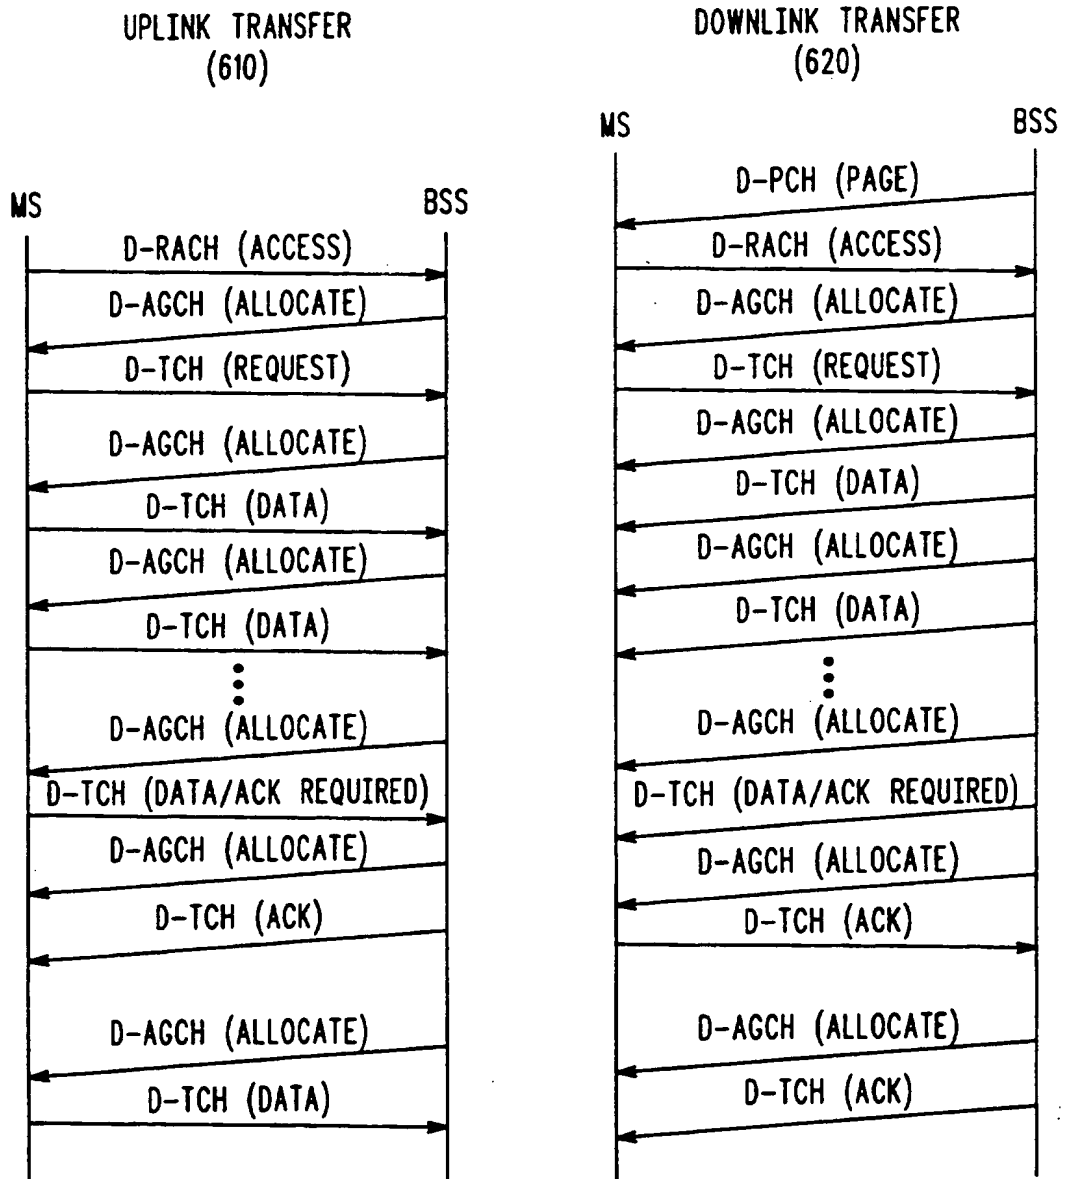 UPLINK TRANSFER
(610)
MS
BSS
D-RACH (ACCESS)
D-AGCH (ALLOCATE)
D-TCH (REQUEST)
D-AGCH (ALLOCATE)
D-TCH (DATA)
D-AGCH (ALLOCATE)
D-TCH (DATA)
D-AGCH (ALLOCATE)
D-TCH (DATA/ACK REQUIRED)
D-AGCH (ALLOCATE)
D-TCH (ACK)
D-AGCH (ALLOCATE)
D-TCH (DATA)
DOWNLINK TRANSFER
(620)
MS
BSS
D-PCH (PAGE)
D-RACH (ACCESS)
D-AGCH (ALLOCATE)
D-TCH (REQUEST)
D-AGCH (ALLOCATE)
D-TCH (DATA)
D-AGCH (ALLOCATE)
D-TCH (DATA)
D-AGCH (ALLOCATE)
D-TCH (DATA/ACK REQUIRED)
D-AGCH (ALLOCATE)
D-TCH (ACK)
D-AGCH (ALLOCATE)
D-TCH (ACK)